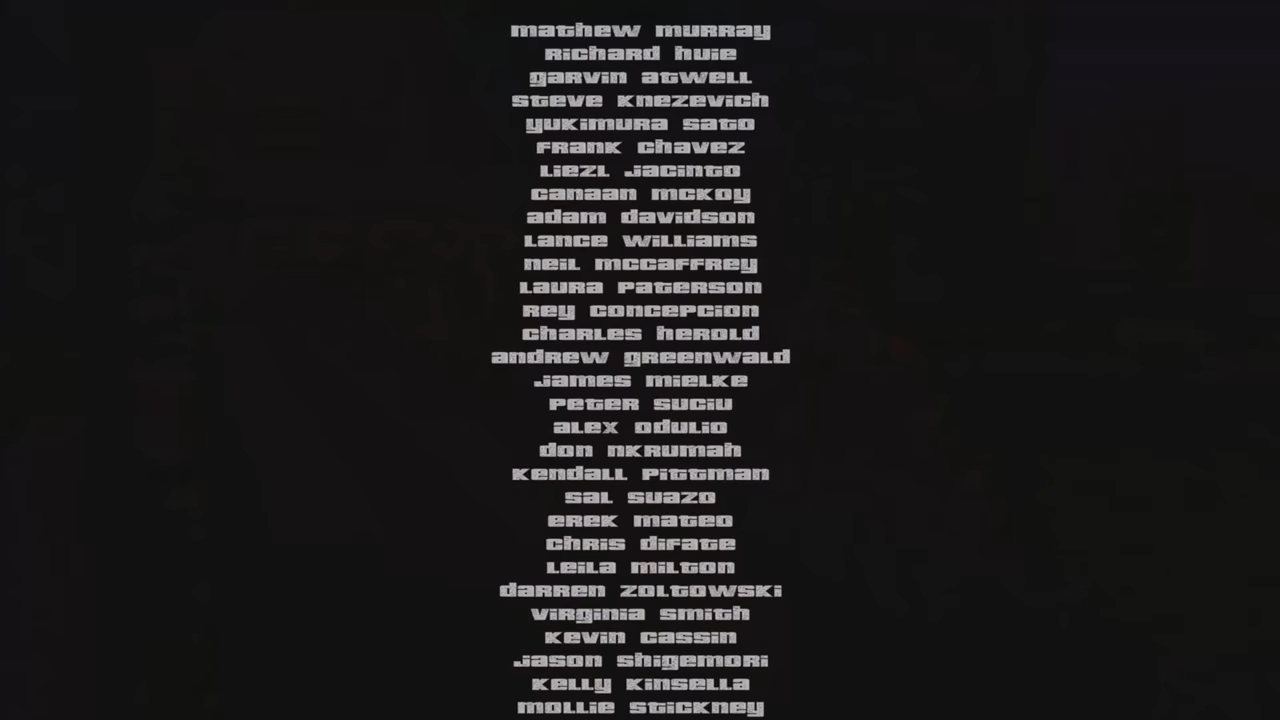 mathew murray
Richard huie
garvin atwell
steve knezevich
yukimura sato
frank chavez
liezl jacinto
canaan mckoy
adam davidson
lance williams
neil mccaffrey
laura paterson
rey concepcion
charles herold
andrew greenwald
james mielke
peter suciu
alex odulio
don nkrumah
kendall pittman
sal suazo
erek mateo
chris difate
leila milton
darren zoltowski
virginia smith
kevin cassin
jason shigemori
kelly kinsella
mollie stickney